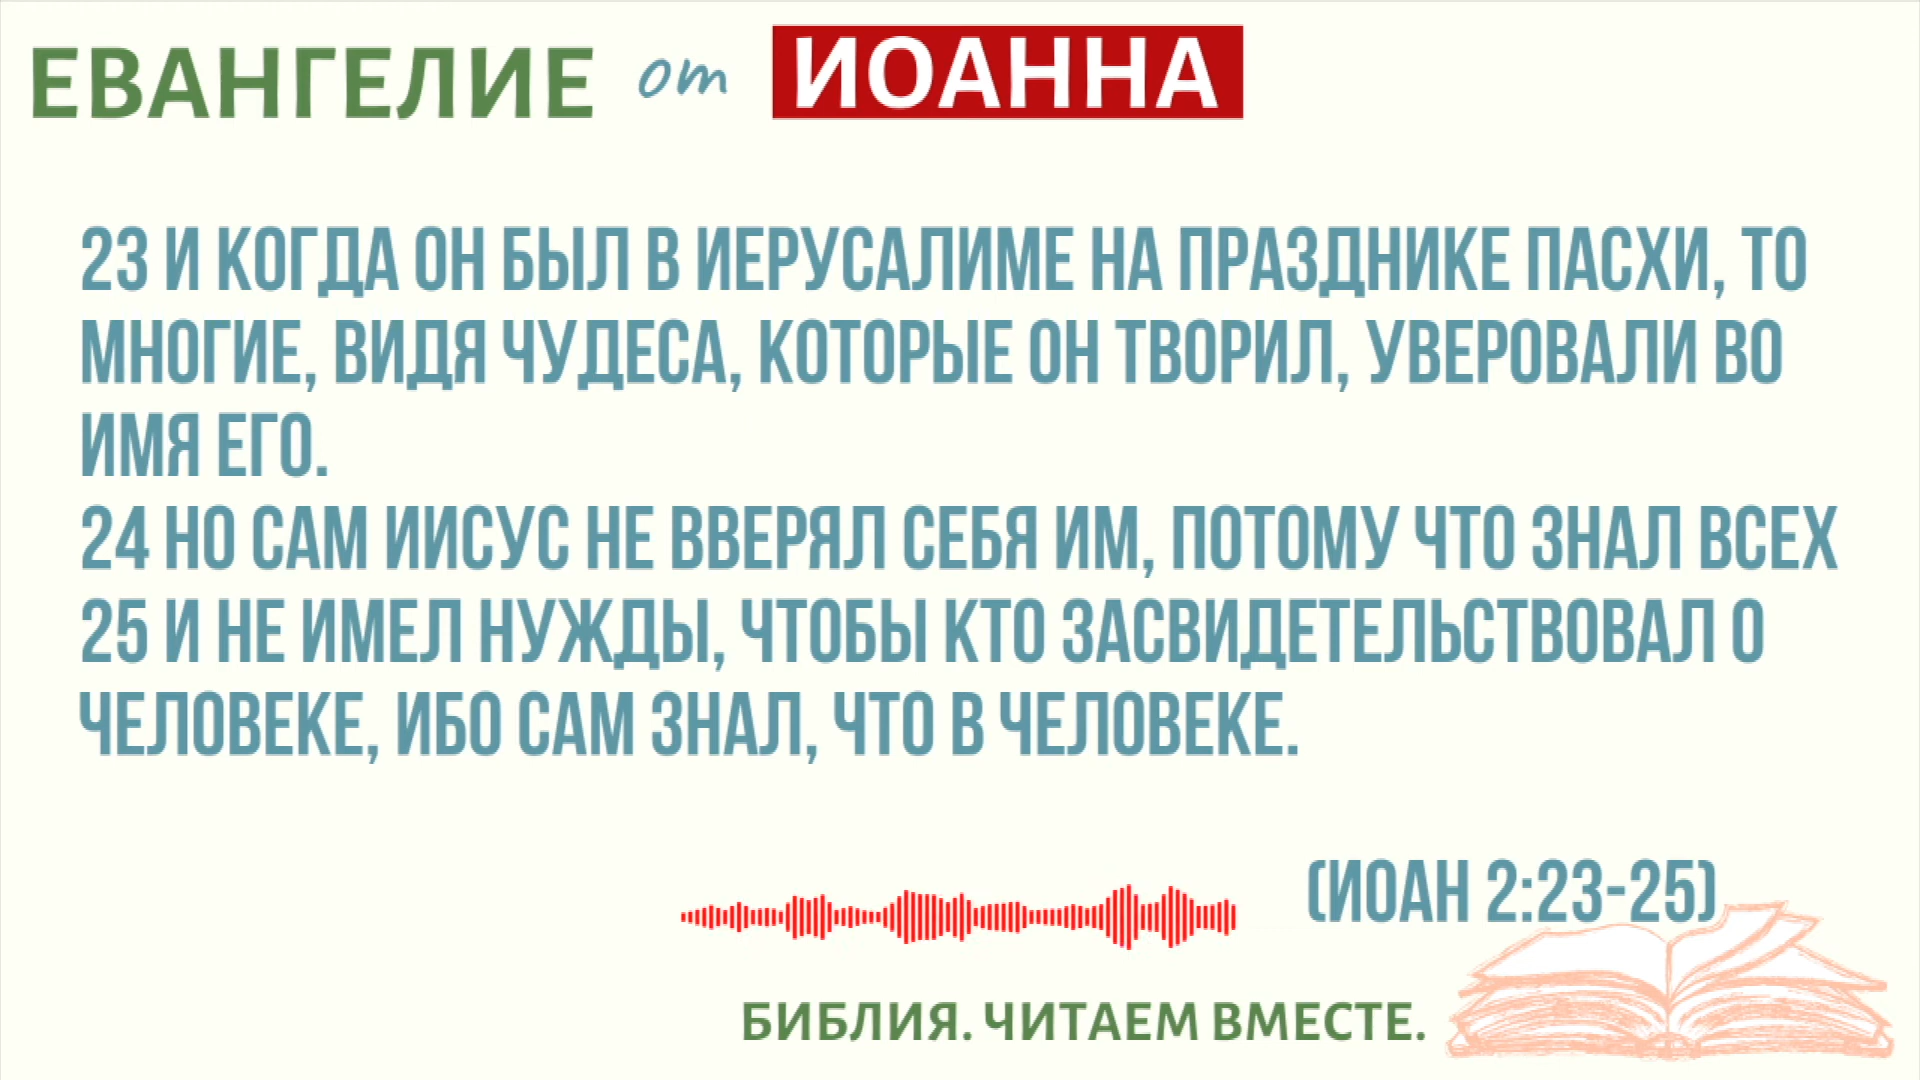 ЕВАНГЕЛИЕ от ИОАННА
23 И КОГДА ОН БЫЛ В ИЕРУСАЛИМЕ НА ПРАЗДНИКЕ ПАСХИ, ТО
МНОГИЕ, ВИДЯ ЧУДЕСА, КОТОРЫЕ ОН ТВОРИЛ, УВЕРОВАЛИ ВО
ИМЯ ЕГО.
24 НО САМ ИИСУС НЕ ВВЕРЯЛ СЕБЯ ИМ, ПОТОМУ ЧТО ЗНАЛ ВСЕХ
25 И НЕ ИМЕЛ НУЖДЫ, ЧТОБЫ КТО ЗАСВИДЕТЕЛЬСТВОВАЛ О
ЧЕЛОВЕКЕ, ИБО САМ ЗНАЛ, ЧТО В ЧЕЛОВЕКЕ.
(ИОАН 2:23-25)
БИБЛИЯ. ЧИТАЕМ ВМЕСТЕ.